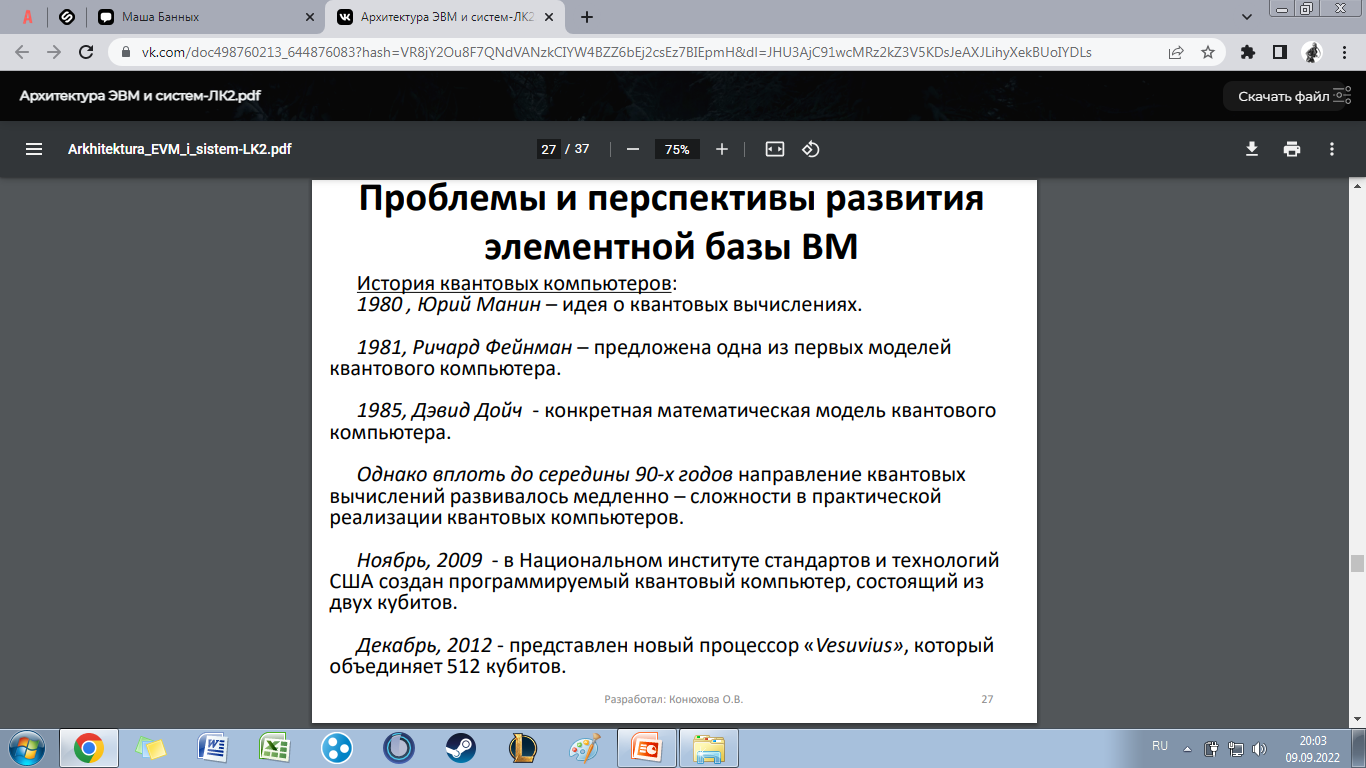 Маша Банных
Архитектура ЭВМ и систем-ЛК2
vk.com/doc498760213_644876083?hash=VR8jY2Ou8F7QNdVANzkCIYW4BZZ6bEj2csEz7BIEpmH&dl=JHU3AjC91wcMRz2kZ3V5KDsJeAXJLihyXekBUoIYDLs
Архитектура ЭВМ и систем-ЛК2.pdf
Скачать файл
Arkhitektura_EVM_i_sistem-LK2.pdf
27 / 37
75%
Проблемы и перспективы развития
элементной базы ВМ
История квантовых компьютеров:
1980 , Юрий Манин – идея о квантовых вычислениях.
1981, Ричард Фейнман – предложена одна из первых моделей
квантового компьютера.
1985, Дэвид Дойч - конкретная математическая модель квантового
компьютера.
Однако вплоть до середины 90-х годов направление квантовых
вычислений развивалось медленно – сложности в практической
реализации квантовых компьютеров.
Ноябрь, 2009 - в Национальном институте стандартов и технологий
США создан программируемый квантовый компьютер, состоящий из
двух кубитов.
Декабрь, 2012 - представлен новый процессор «Vesuvius», который
объединяет 512 кубитов.
Разработал: Конюхова О.В.
27
RU
20:03
09.09.2022